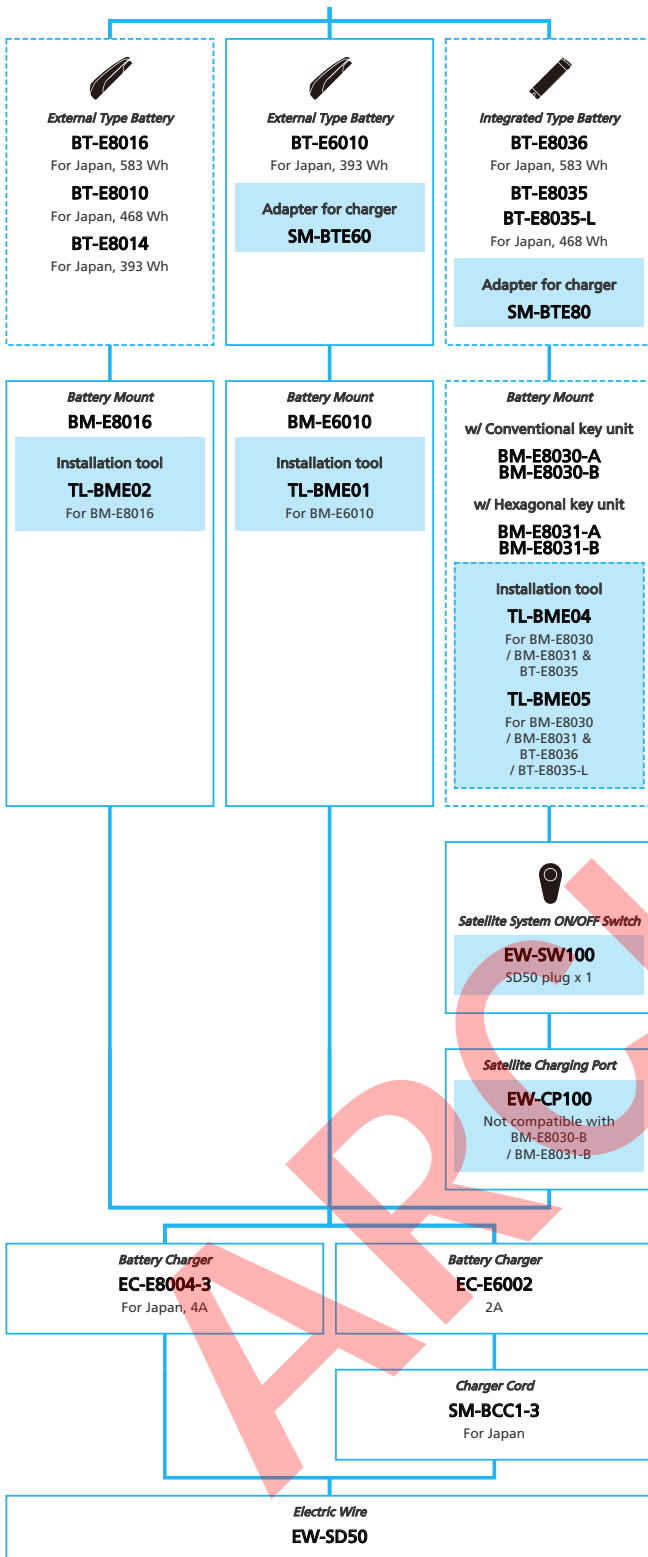 External Type Battery
BT-E8016
For Japan, 583 Wh
BT-E8010
For Japan, 468 Wh
BT-E8014
For Japan, 393 Wh
External Type Battery
BT-E6010
For Japan, 393 Wh
Adapter for charger
SM-BTE60
Integrated Type Battery
BT-E8036
For Japan, 583 Wh
BT-E8035
BT-E8035-L
For Japan, 468 Wh
Adapter for charger
SM-BTE80
Battery Mount
BM-E8016
Installation tool
TL-BME02
For BM-E8016
Battery Mount
BM-E6010
Installation tool
TL-BME01
For BM-E6010
Battery Mount
w/ Conventional key unit
BM-E8030-A
BM-E8030-B
w/ Hexagonal key unit
BM-E8031-A
BM-E8031-B
Installation tool
TL-BME04
For BM-E8030
/ BM-E8031 &
BT-E8035
TL-BME05
For BM-E8030
/ BM-E8031 &
BT-E8036
/ BT-E8035-L
Satellite System ON/OFF Switch
EW-SW100
SD50 plug x 1
Satellite Charging Port
EW-CP100
Not compatible with
BM-E8030-B
/ BM-E8031-B
Battery Charger
EC-E8004-3
For Japan, 4A
Battery Charger
EC-E6002
2A
Charger Cord
SM-BCC1-3
For Japan
Electric Wire
EW-SD50